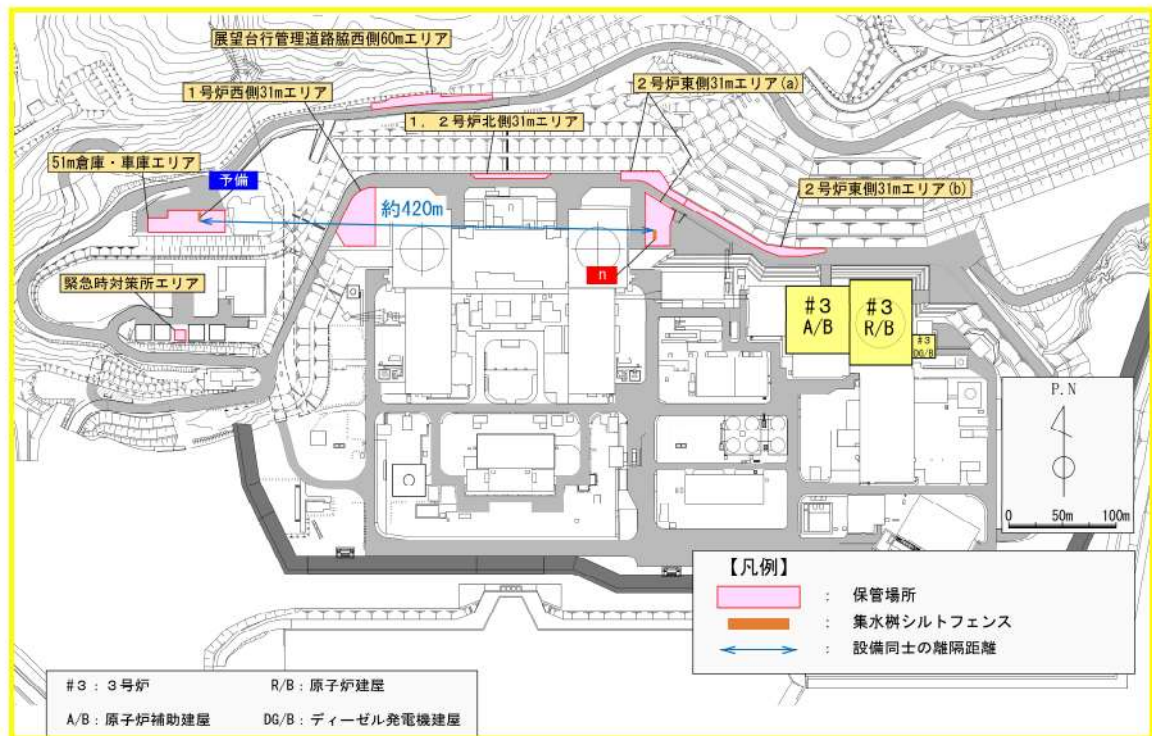 展望台行管理道路脇西側60mエリア
1号炉西側31mエリア
2号炉東側31mエリア(a)
1，2号炉北側31mエリア
51m倉庫・車庫エリア
予備
2号炉東側31mエリア(b)
約420m
n
緊急時対策所エリア
#3
A/B
#3
R/B
#3
DG/B
P.N
0 50m 100m
【凡例】
： 保管場所
： 集水桝シルトフェンス
： 設備同士の離隔距離
#3：3号炉 R/B：原子炉建屋
A/B：原子炉補助建屋 DG/B：ディーゼル発電機建屋